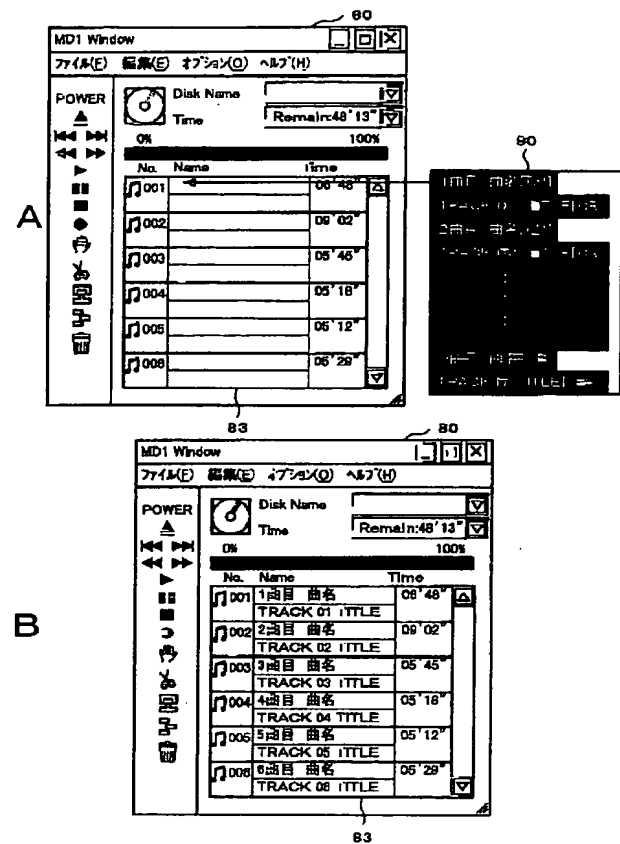 80
MD1 Window
ファイル(F) 編集(E) オプション(O) ヘルプ(H)
POWER
Disk Name
Time
Remain:48'13"
0% 100%
No. Name Time
001 06'48"
002 09'02"
003 05'45"
004 05'18"
005 05'12"
006 05'29"
A
83
90
80
MD1 Window
ファイル(F) 編集(E) オプション(O) ヘルプ(H)
POWER
Disk Name
Time
Remain:48'13"
0% 100%
No. Name Time
001 1曲目 曲名 06'48"
TRACK 01 TITLE
002 2曲目 曲名 09'02"
TRACK 02 TITLE
003 3曲目 曲名 05'45"
TRACK 03 TITLE
004 4曲目 曲名 05'18"
TRACK 04 TITLE
005 5曲目 曲名 05'12"
TRACK 05 TITLE
006 6曲目 曲名 05'29"
TRACK 06 TITLE
B
83